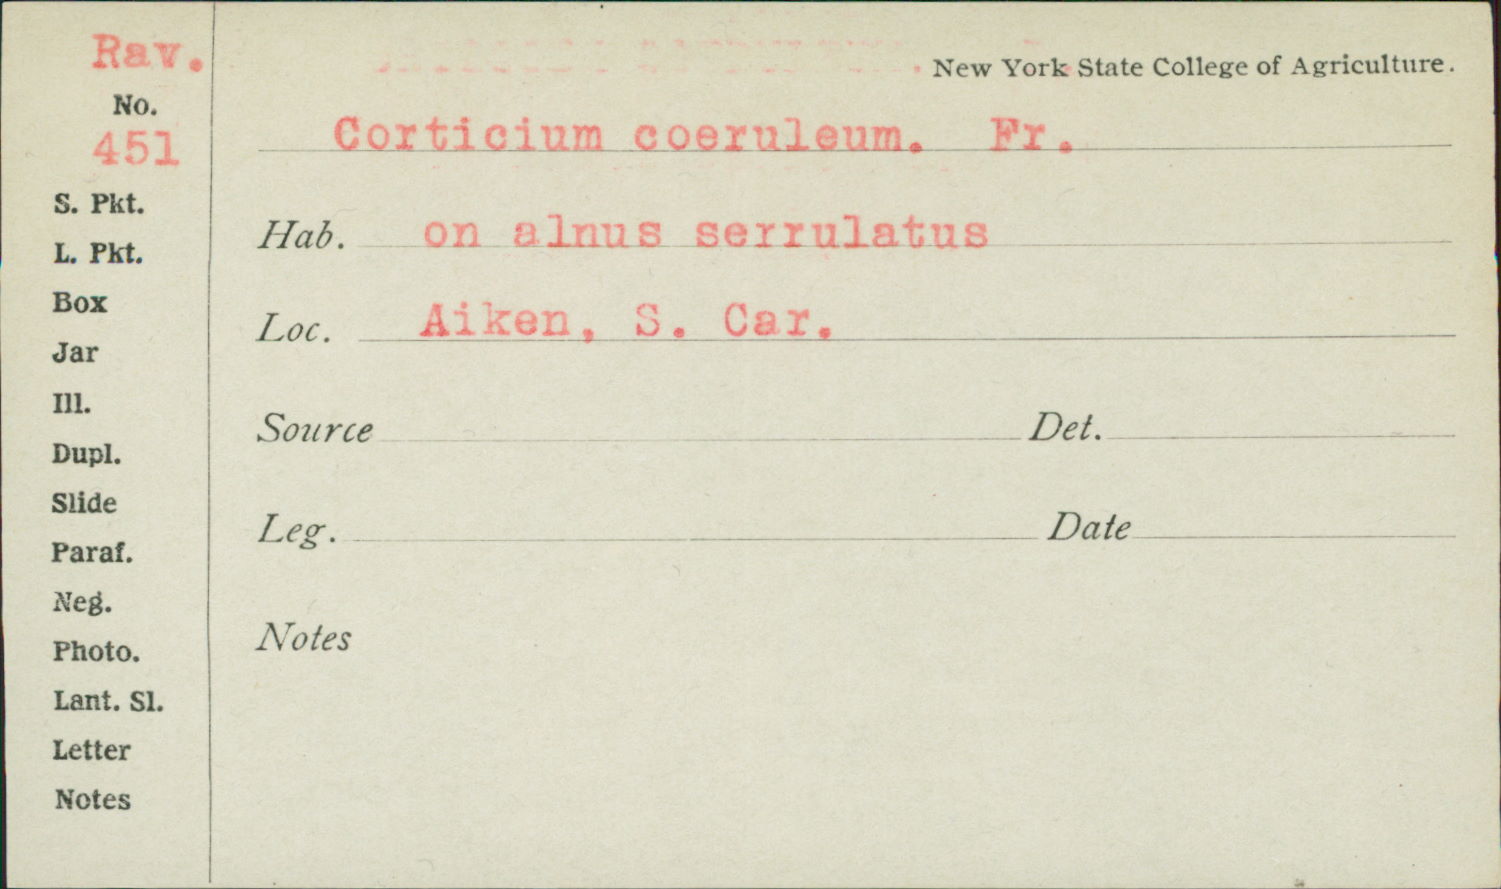 Rav.
No.
451
S. Pkt.
L. Pkt.
Box
Jar
Ill.
Dupl.
Slide
Paraf.
Neg.
Photo.
Lant. Sl.
Letter
Notes
New York State College of Agriculture.
Corticium coeruleum. Fr.
Hab. on alnus serrulatus
Loc. Aiken, S. Car.
Source Det.
Leg. Date
Notes